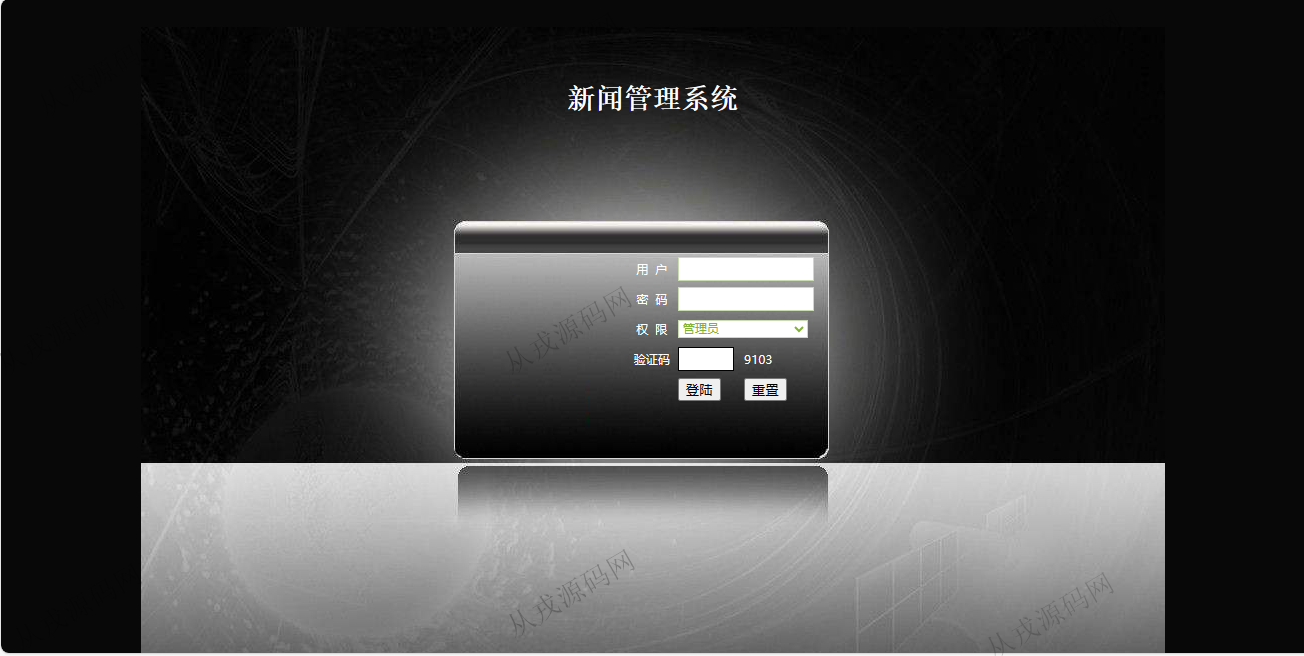 新闻管理系统
用 户
密 码
从戎源码网
权 限 管理员
验证码 9103
登陆 重置
从戎源码网
从戎源码网